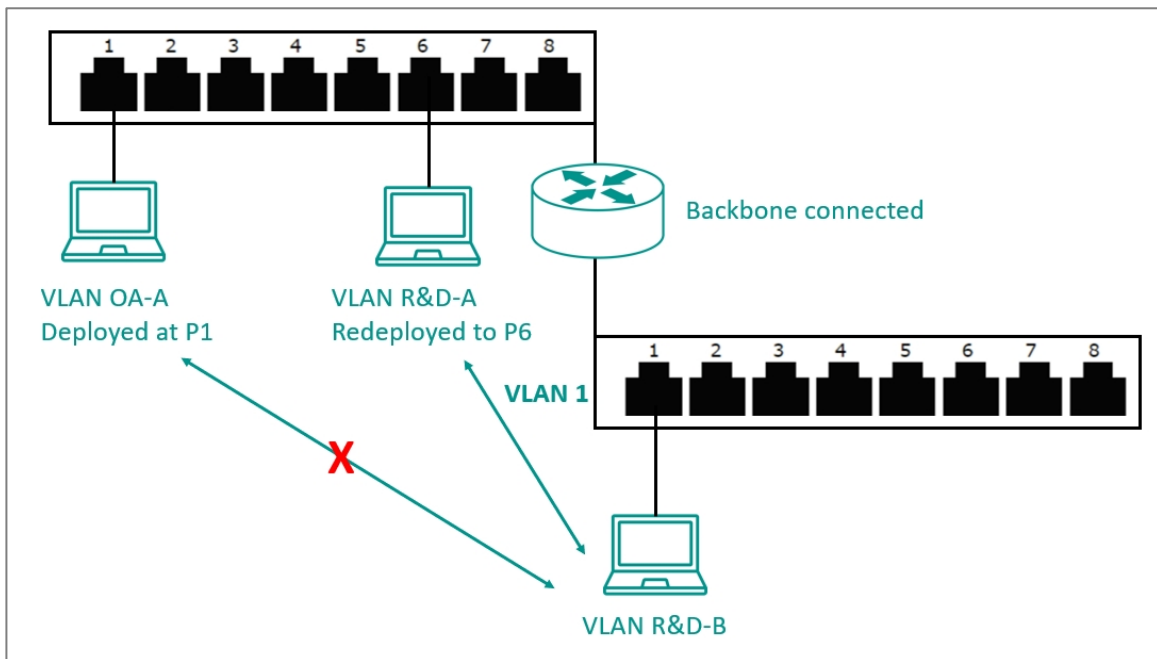 1 2 3 4 5 6 7 8
Backbone connected
VLAN OA-A
Deployed at P1
VLAN R&D-A
Redeployed to P6
1 2 3 4 5 6 7 8
VLAN 1
X
VLAN R&D-B